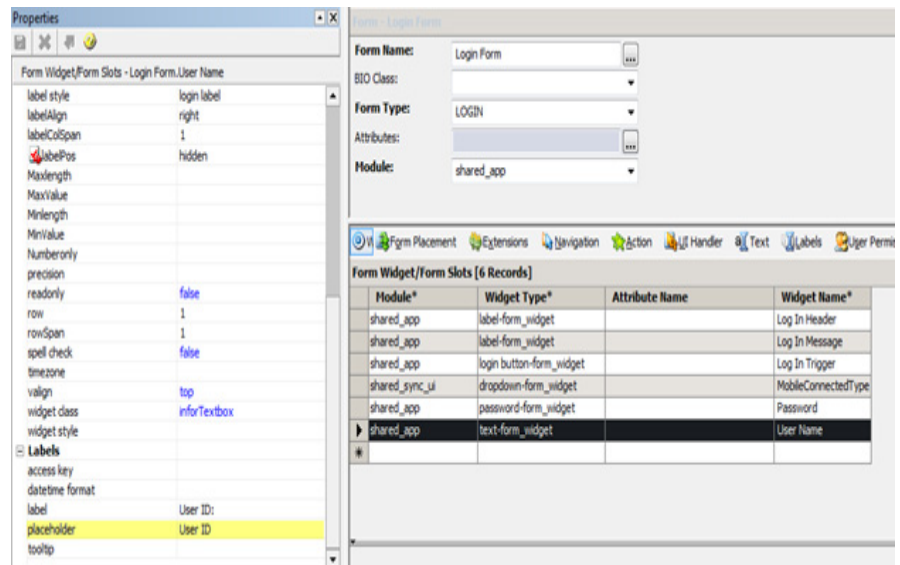 Properties
Form Widget/Form Slots - Login Form.User Name
label style login label
labelAlign right
labelColSpan 1
labelPos hidden
Maxlength
MaxValue
Minlength
MinValue
Numberonly
precision
readonly false
row 1
rowSpan 1
spell check false
timezone
valign top
widget class inforTextbox
widget style
Labels
access key
datetime format
label User ID:
placeholder User ID
tooltip
Form - Login Form
Form Name: Login Form ...
BIO Class:
Form Type: LOGIN
Attributes: ...
Module: shared_app
W Form Placement Extensions Navigation Action UI Handler Text Labels User Permis
Form Widget/Form Slots [6 Records]
Module* Widget Type* Attribute Name Widget Name*
shared_app label-form_widget Log In Header
shared_app label-form_widget Log In Message
shared_app login button-form_widget Log In Trigger
shared_sync_ui dropdown-form_widget MobileConnectedType
shared_app password-form_widget Password
shared_app text-form_widget User Name